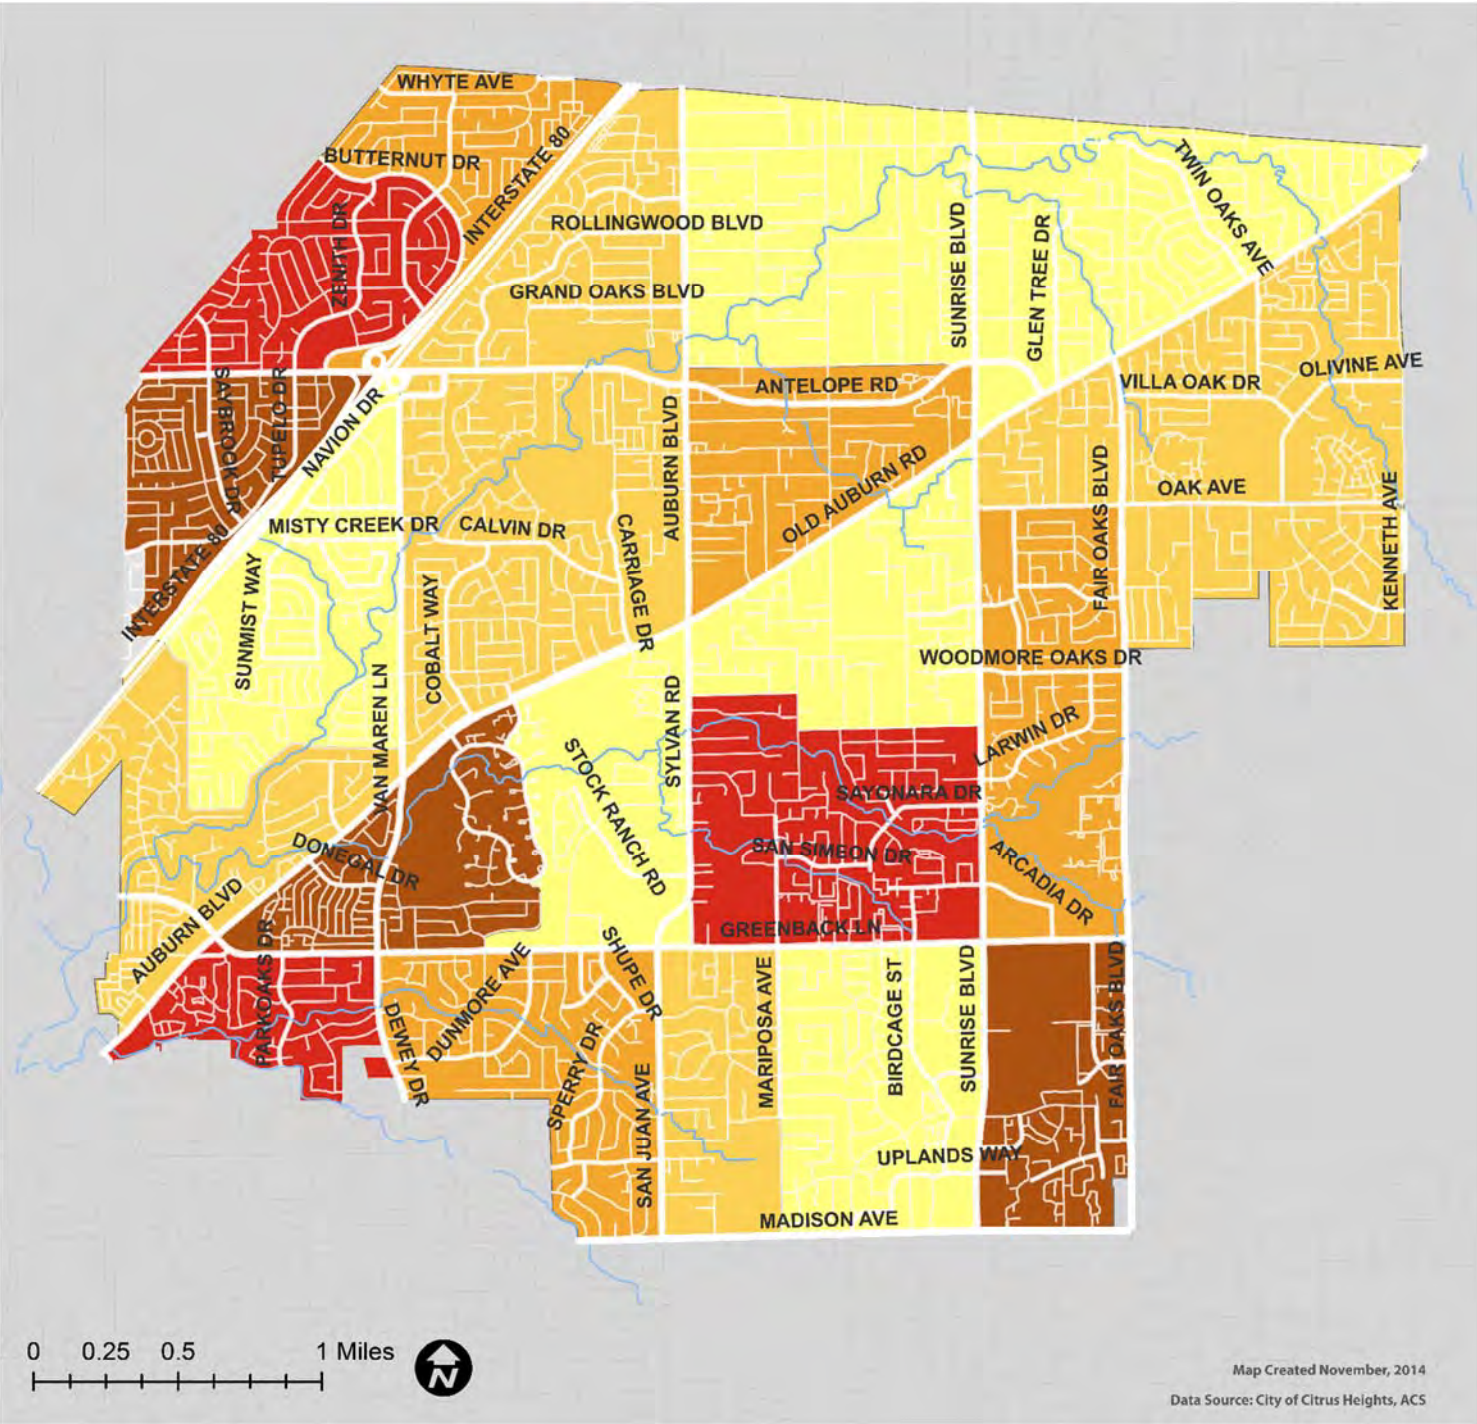 WHYTE AVE
BUTTERNUT DR
INTERSTATE 80
ZENITH DR
ROLLINGWOOD BLVD
GRAND OAKS BLVD
SUNRISE BLVD
GLEN TREE DR
TWIN OAKS AVE
SAYBROOK DR
TUPELO DR
NAVION DR
ANTELOPE RD
VILLA OAK DR
OLIVINE AVE
AUBURN BLVD
OLD AUBURN RD
FAIR OAKS BLVD
OAK AVE
KENNETH AVE
MISTY CREEK DR
CALVIN DR
CARRIAGE DR
INTERSTATE 80
SUNMIST WAY
COBALT WAY
WOODMORE OAKS DR
VAN MAREN LN
SYLVAN RD
STOCK RANCH RD
LARWIN DR
SAYONARA DR
SAN SIMEON DR
DONEGAL DR
ARCADIA DR
AUBURN BLVD
PARKOAKS DR
GREENBACK LN
DEWEY DR
DUNMORE AVE
SHUPE DR
SPERRY DR
SAN JUAN AVE
MARIPOSA AVE
BIRDCAGE ST
SUNRISE BLVD
FAIR OAKS BLVD
UPLANDS WAY
MADISON AVE
0 0.25 0.5 1 Miles
N
Map Created November, 2014
Data Source: City of Citrus Heights, ACS